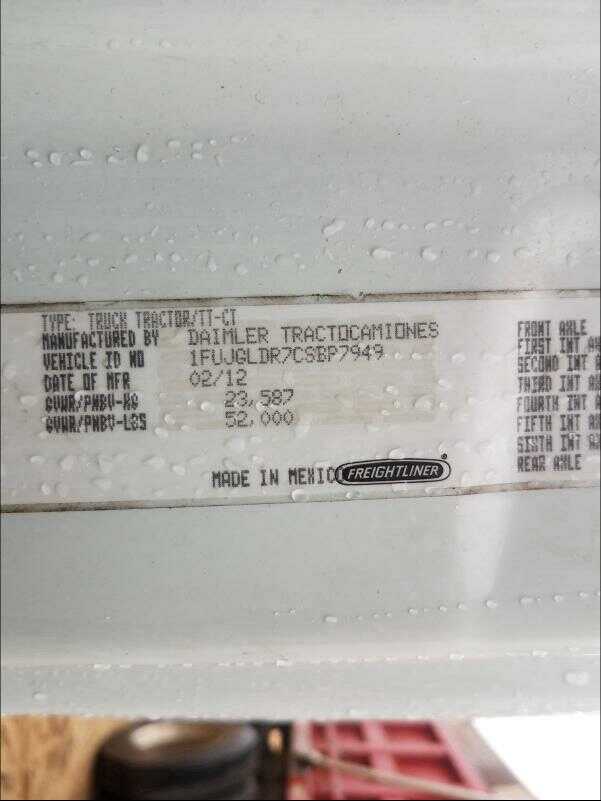 TYPE: TRUCK TRACTOR/TT-CT
MANUFACTURED BY DAIMLER TRACTOCAMIONES
VEHICLE ID NO 1FUJGLDR7CSBP7949
DATE OF MFR 02/12
GVWR/PNBV-KG 23,587
GVWR/PNBV-LBS 52,000
MADE IN MEXICO FREIGHTLINER
FRONT AXLE
FIRST INT A
SECOND INT A
THIRD INT A
FOURTH INT A
FIFTH INT AX
SIXTH INT AX
REAR AXLE